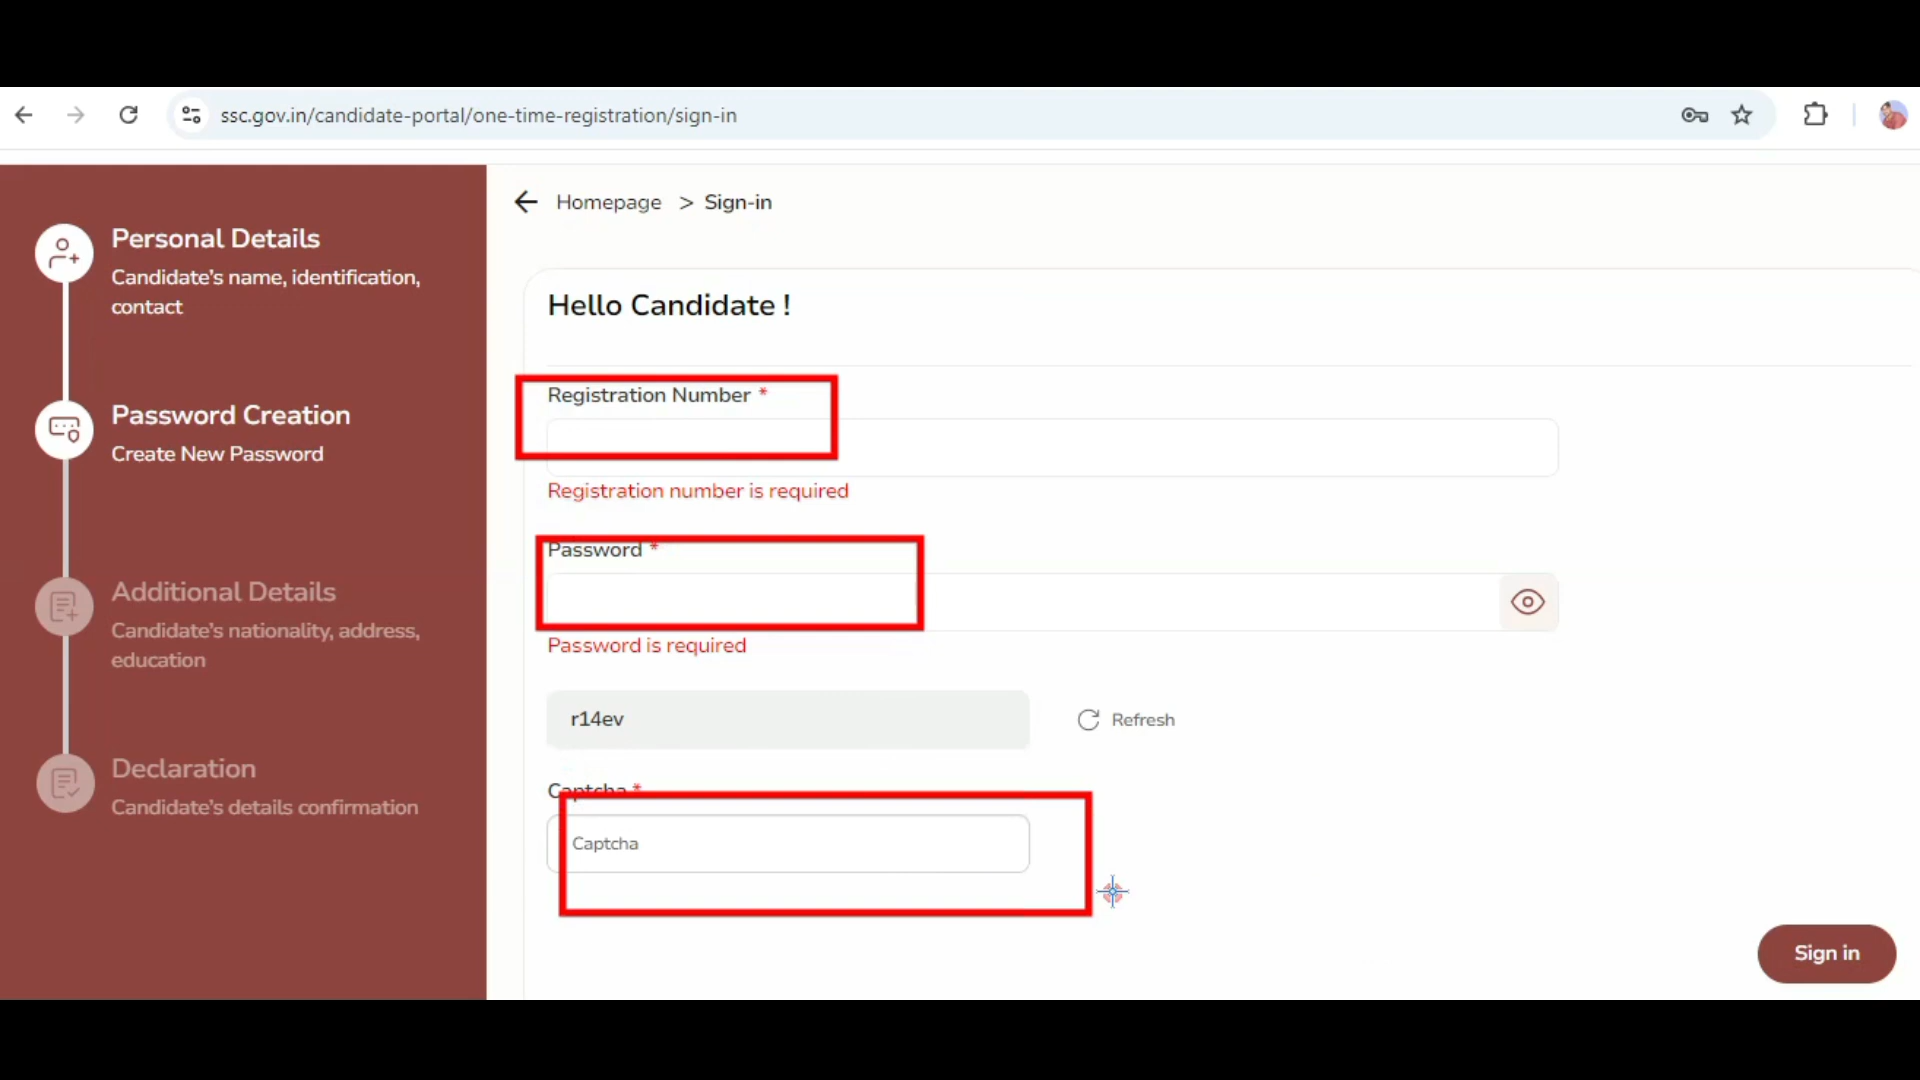 ssc.gov.in/candidate-portal/one-time-registration/sign-in
Homepage > Sign-in
Personal Details
Candidate's name, identification,
contact
Password Creation
Create New Password
Additional Details
Candidate's nationality, address,
education
Declaration
Candidate's details confirmation
Hello Candidate !
Registration Number *
Registration number is required
Password *
Password is required
r14ev
Refresh
Captcha *
Captcha
Sign in